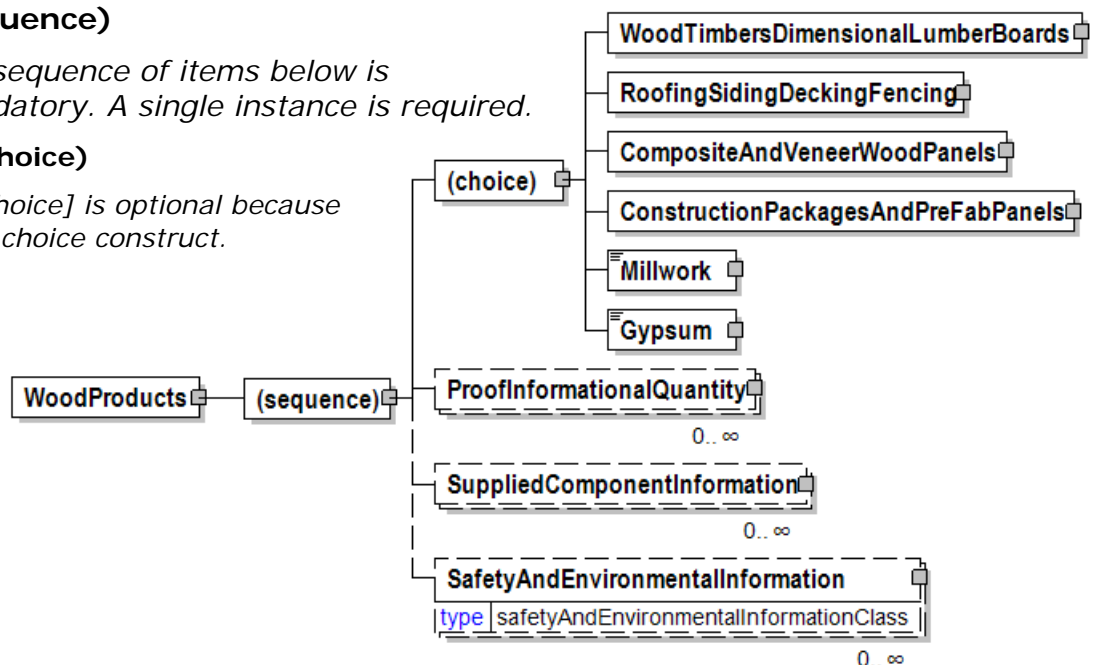 uence)
sequence of items below is
datory. A single instance is required.
hoice)
hoice] is optional because
choice construct.
WoodTimbersDimensionalLumberBoards
RoofingSidingDeckingFencing
CompositeAndVeneerWoodPanels
(choice)
ConstructionPackagesAndPreFabPanels
Millwork
Gypsum
WoodProducts
(sequence)
ProofInformationalQuantity
0.. ∞
SuppliedComponentInformation
0.. ∞
SafetyAndEnvironmentalInformation
type safetyAndEnvironmentalInformationClass
0.. ∞